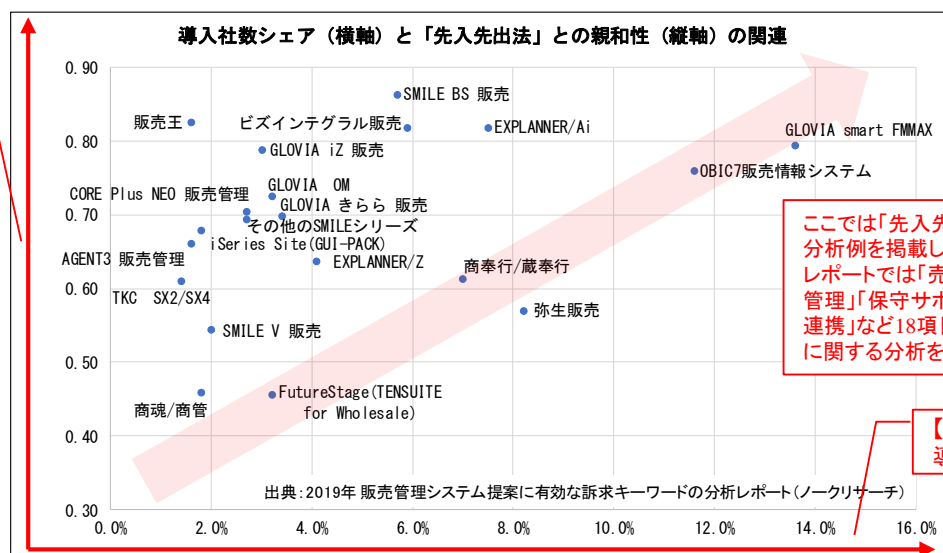 導入社数シェア（横軸）と「先入先出法」との親和性（縦軸）の関連
0.90
0.80
0.70
0.60
0.50
0.40
0.30
SMILE BS 販売
販売王
ビズインテグラル販売
EXPLANNER/Ai
GLOVIA smart FMMAX
GLOVIA iZ 販売
OBIC7販売情報システム
GLOVIA OM
CORE Plus NEO 販売管理
GLOVIA きらら 販売
その他のSMILEシリーズ
iSeries Site(GUI-PACK)
AGENT3 販売管理
EXPLANNER/Z
商奉行/蔵奉行
TKC SX2/SX4
弥生販売
SMILE V 販売
FutureStage(TENSUITE
for Wholesale)
商魂/商管
ここでは「先入先
分析例を掲載し
レポートでは「売
管理」「保守サポ
連携」など18項目
に関する分析を
【
導
出典：2019年 販売管理システム提案に有効な訴求キーワードの分析レポート（ノークリサーチ）
0.0%
2.0%
4.0%
6.0%
8.0%
10.0%
12.0%
14.0%
16.0%